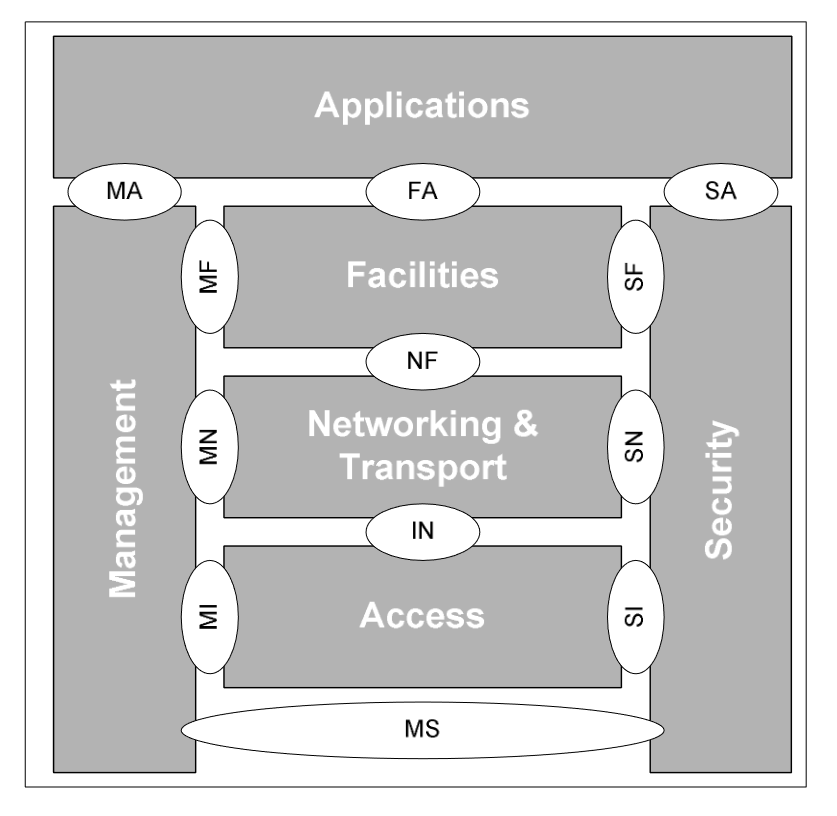 Applications
MA
FA
SA
MF
Facilities
SF
NF
Management
MN
Networking &
Transport
SN
Security
IN
MI
Access
SI
MS